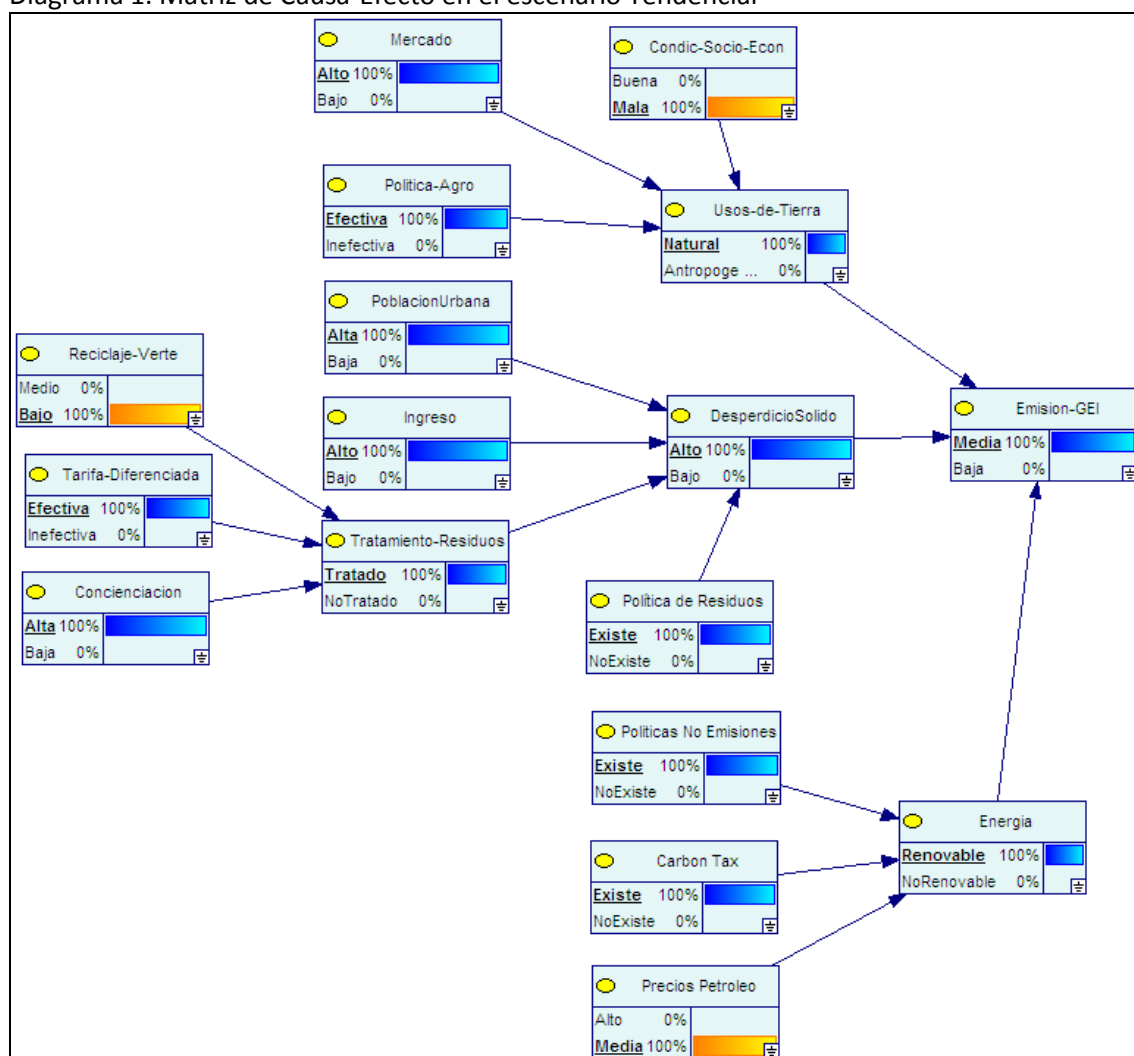 Diagrama 1. Matriz de Causa-Efecto en el escenario Tendencial
Mercado
Alto 100%
Bajo 0%
Condic-Socio-Econ
Buena 0%
Mala 100%
Politica-Agro
Efectiva 100%
Inefectiva 0%
Usos-de-Tierra
Natural 100%
Antropoge ... 0%
PoblacionUrbana
Alta 100%
Baja 0%
Reciclaje-Verte
Medio 0%
Bajo 100%
Ingreso
Alto 100%
Bajo 0%
DesperdicioSolido
Alto 100%
Bajo 0%
Emision-GEI
Media 100%
Baja 0%
Tarifa-Diferenciada
Efectiva 100%
Inefectiva 0%
Tratamiento-Residuos
Tratado 100%
NoTratado 0%
Concienciacion
Alta 100%
Baja 0%
Política de Residuos
Existe 100%
NoExiste 0%
Politicas No Emisiones
Existe 100%
NoExiste 0%
Energia
Renovable 100%
NoRenovable 0%
Carbon Tax
Existe 100%
NoExiste 0%
Precios Petroleo
Alto 0%
Media 100%